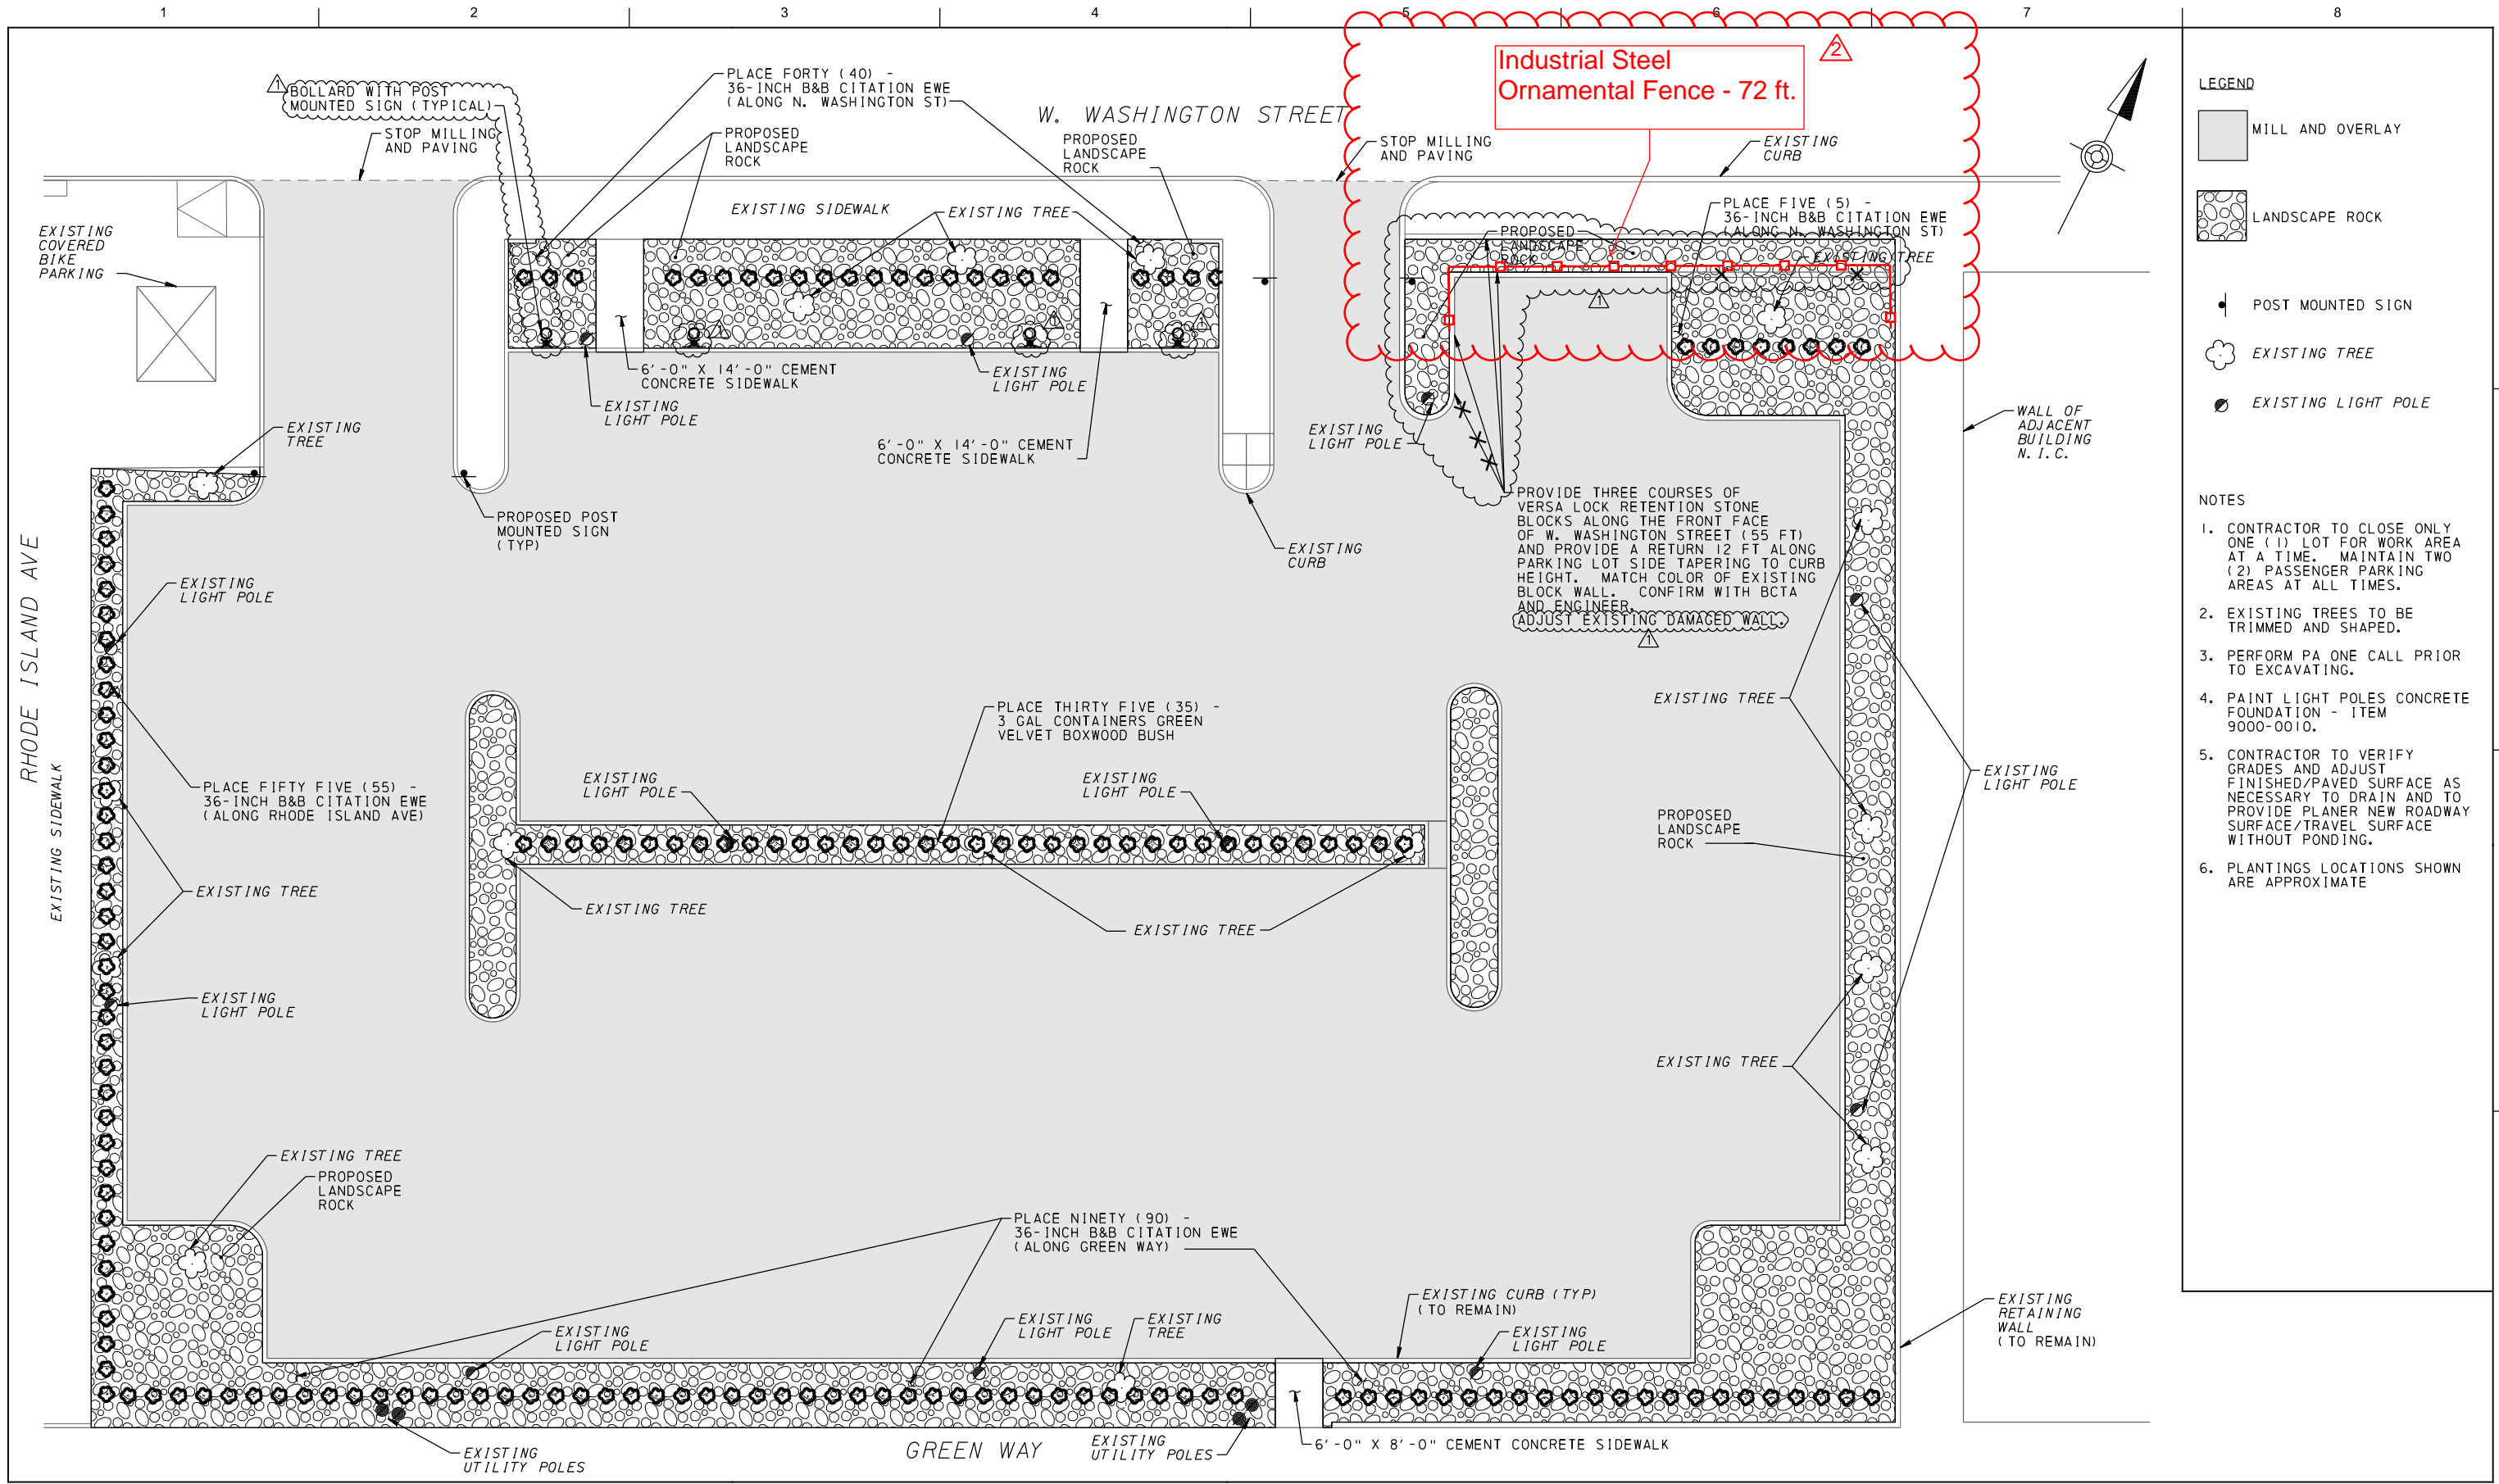 1 2 3 4 5 6 7 8
1
BOLLARD WITH POST
MOUNTED SIGN (TYPICAL)
STOP MILLING
AND PAVING
PLACE FORTY (40) -
36-INCH B&B CITATION EWE
(ALONG N. WASHINGTON ST)
PROPOSED
LANDSCAPE
ROCK
W. WASHINGTON STREET
PROPOSED
LANDSCAPE
ROCK
Industrial Steel
Ornamental Fence - 72 ft.
2
STOP MILLING
AND PAVING
EXISTING
CURB
EXISTING SIDEWALK
EXISTING TREE
PLACE FIVE (5) -
36-INCH B&B CITATION EWE
(ALONG N. WASHINGTON ST)
PROPOSED
LANDSCAPE
ROCK
EXISTING TREE
EXISTING
COVERED
BIKE
PARKING
1
1
1
1
6'-0" X 14'-0" CEMENT
CONCRETE SIDEWALK
EXISTING
LIGHT POLE
EXISTING
LIGHT POLE
6'-0" X 14'-0" CEMENT
CONCRETE SIDEWALK
EXISTING
LIGHT POLE
EXISTING
TREE
WALL OF
ADJACENT
BUILDING
N.I.C.
PROPOSED POST
MOUNTED SIGN
(TYP)
EXISTING
CURB
PROVIDE THREE COURSES OF
VERSA LOCK RETENTION STONE
BLOCKS ALONG THE FRONT FACE
OF W. WASHINGTON STREET (55 FT)
AND PROVIDE A RETURN 12 FT ALONG
PARKING LOT SIDE TAPERING TO CURB
HEIGHT. MATCH COLOR OF EXISTING
BLOCK WALL. CONFIRM WITH BCTA
AND ENGINEER.
ADJUST EXISTING DAMAGED WALL.
1
RHODE ISLAND AVE
EXISTING SIDEWALK
EXISTING
LIGHT POLE
EXISTING TREE
PLACE THIRTY FIVE (35) -
3 GAL CONTAINERS GREEN
VELVET BOXWOOD BUSH
EXISTING
LIGHT POLE
EXISTING
LIGHT POLE
EXISTING
LIGHT POLE
PLACE FIFTY FIVE (55) -
36-INCH B&B CITATION EWE
(ALONG RHODE ISLAND AVE)
PROPOSED
LANDSCAPE
ROCK
EXISTING TREE
EXISTING TREE
EXISTING TREE
EXISTING
LIGHT POLE
EXISTING TREE
EXISTING TREE
PROPOSED
LANDSCAPE
ROCK
PLACE NINETY (90) -
36-INCH B&B CITATION EWE
(ALONG GREEN WAY)
EXISTING CURB (TYP)
(TO REMAIN)
EXISTING
RETAINING
WALL
(TO REMAIN)
EXISTING
LIGHT POLE
EXISTING
LIGHT POLE
EXISTING
TREE
EXISTING
LIGHT POLE
EXISTING
UTILITY POLES
GREEN WAY
EXISTING
UTILITY POLES
6'-0" X 8'-0" CEMENT CONCRETE SIDEWALK
LEGEND
MILL AND OVERLAY
LANDSCAPE ROCK
POST MOUNTED SIGN
EXISTING TREE
EXISTING LIGHT POLE
NOTES
1. CONTRACTOR TO CLOSE ONLY
ONE (1) LOT FOR WORK AREA
AT A TIME. MAINTAIN TWO
(2) PASSENGER PARKING
AREAS AT ALL TIMES.
2. EXISTING TREES TO BE
TRIMMED AND SHAPED.
3. PERFORM PA ONE CALL PRIOR
TO EXCAVATING.
4. PAINT LIGHT POLES CONCRETE
FOUNDATION - ITEM
9000-0010.
5. CONTRACTOR TO VERIFY
GRADES AND ADJUST
FINISHED/PAVED SURFACE AS
NECESSARY TO DRAIN AND TO
PROVIDE PLANER NEW ROADWAY
SURFACE/TRAVEL SURFACE
WITHOUT PONDING.
6. PLANTINGS LOCATIONS SHOWN
ARE APPROXIMATE